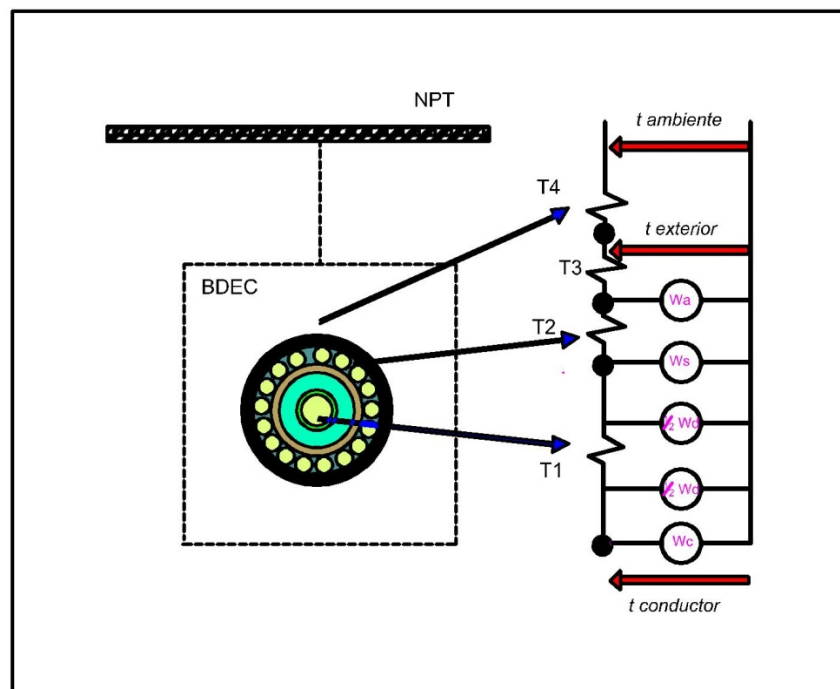 NPT
t ambiente
T4
t exterior
T3
BDEC
Wa
T2
Ws
½ Wd
T1
½ Wd
Wc
t conductor